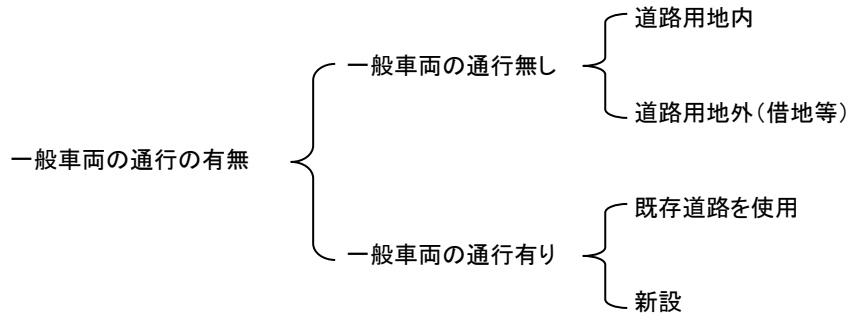 道路用地内
一般車両の通行無し
道路用地外(借地等)
一般車両の通行の有無
既存道路を使用
一般車両の通行有り
新設